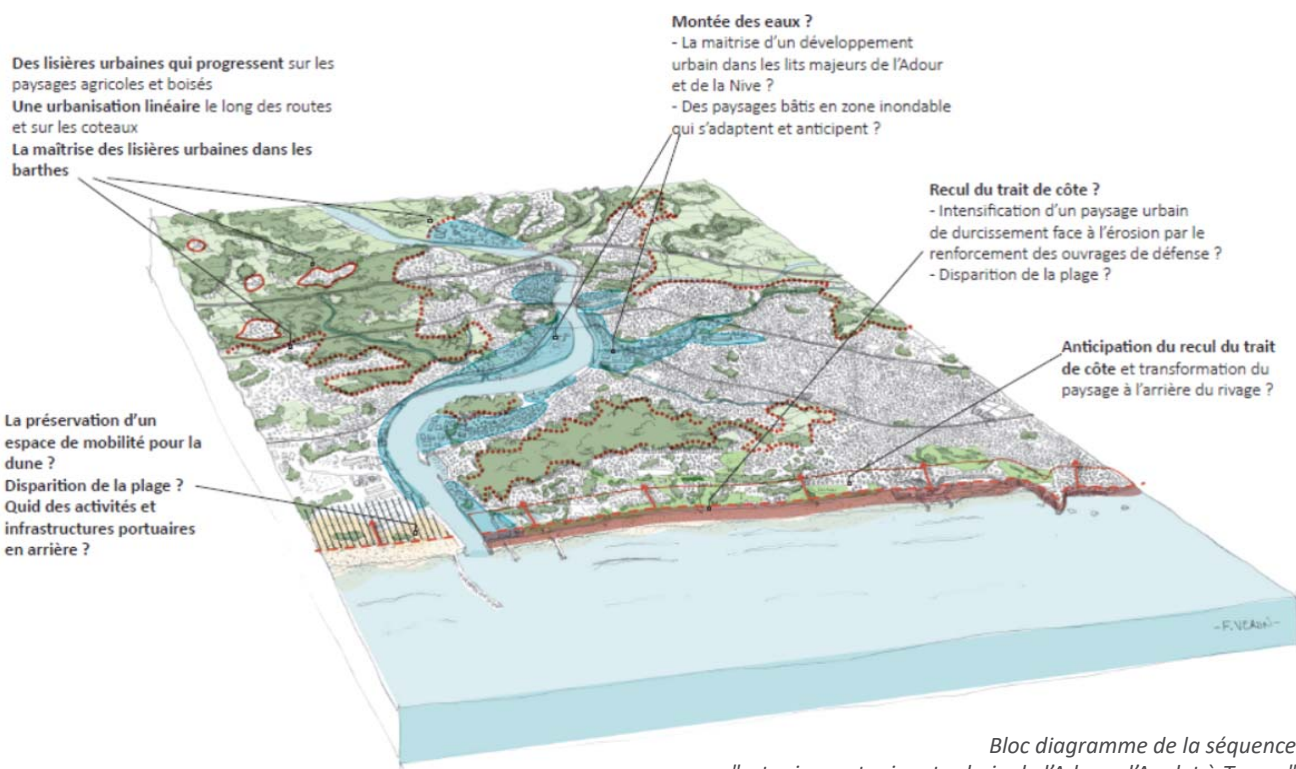 Des lisières urbaines qui progressent sur les
paysages agricoles et boisés
Une urbanisation linéaire le long des routes
et sur les coteaux
La maîtrise des lisières urbaines dans les
barthes
Montée des eaux ?
- La maitrise d'un développement
urbain dans les lits majeurs de l'Adour
et de la Nive ?
- Des paysages bâtis en zone inondable
qui s'adaptent et anticipent ?
Recul du trait de côte ?
- Intensification d'un paysage urbain
de durcissement face à l'érosion par le
renforcement des ouvrages de défense ?
- Disparition de la plage ?
Anticipation du recul du trait
de côte et transformation du
paysage à l'arrière du rivage ?
La préservation d'un
espace de mobilité pour la
dune ?
Disparition de la plage ?
Quid des activités et
infrastructures portuaires
en arrière ?
Bloc diagramme de la séquence